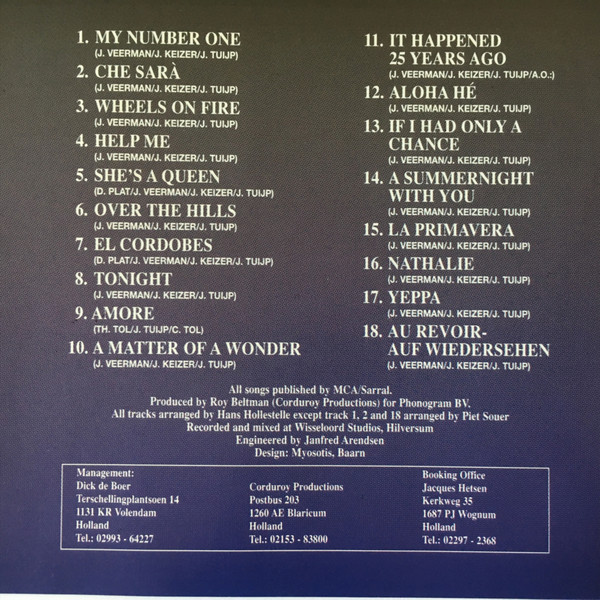 1. MY NUMBER ONE
(J. VEERMAN/J. KEIZER/J. TUIJP)
2. CHE SARÀ
(J. VEERMAN/J. KEIZER/J. TUIJP)
3. WHEELS ON FIRE
(J. VEERMAN/J. KEIZER/J. TUIJP)
4. HELP ME
(J. VEERMAN/J. KEIZER/J. TUIJP)
5. SHE'S A QUEEN
(D. PLAT/J. VEERMAN/J. KEIZER/J. TUIJP)
6. OVER THE HILLS
(J. VEERMAN/J. KEIZER/J. TUIJP)
7. EL CORDOBES
(D. PLAT/J. VEERMAN/J. KEIZER/J. TUIJP)
8. TONIGHT
(J. VEERMAN/J. KEIZER/J. TUIJP)
9. AMORE
(TH. TOL/J. TUIJP/C. TOL)
10. A MATTER OF A WONDER
(J. VEERMAN/J. KEIZER/J. TUIJP)
11. IT HAPPENED
25 YEARS AGO
(J. VEERMAN/J. KEIZER/J. TUIJP/A.O.:)
12. ALOHA HÉ
(J. VEERMAN/J. KEIZER/J. TUIJP)
13. IF I HAD ONLY A
CHANCE
(J. VEERMAN/J. KEIZER/J. TUIJP)
14. A SUMMERNIGHT
WITH YOU
(J. VEERMAN/J. KEIZER/J. TUIJP)
15. LA PRIMAVERA
(J. VEERMAN/J. KEIZER/J. TUIJP)
16. NATHALIE
(J. VEERMAN/J. KEIZER/J. TUIJP)
17. YEPPA
(J. VEERMAN/J. KEIZER/J. TUIJP)
18. AU REVOIR-
AUF WIEDERSEHEN
(J. VEERMAN/J. KEIZER/J. TUIJP)
All songs published by MCA/Sarral.
Produced by Roy Beltman (Corduroy Productions) for Phonogram BV.
All tracks arranged by Hans Hollestelle except track 1, 2 and 18 arranged by Piet Souer
Recorded and mixed at Wisseloord Studios, Hilversum
Engineered by Janfred Arendsen
Design: Myosotis, Baarn
Management:
Dick de Boer
Terschellingplantsoen 14
1131 KR Volendam
Holland
Tel.: 02993 - 64227
Corduroy Productions
Postbus 203
1260 AE Blaricum
Holland
Tel.: 02153 - 83800
Booking Office
Jacques Hetsen
Kerkweg 35
1687 PJ Wognum
Holland
Tel.: 02297 - 2368